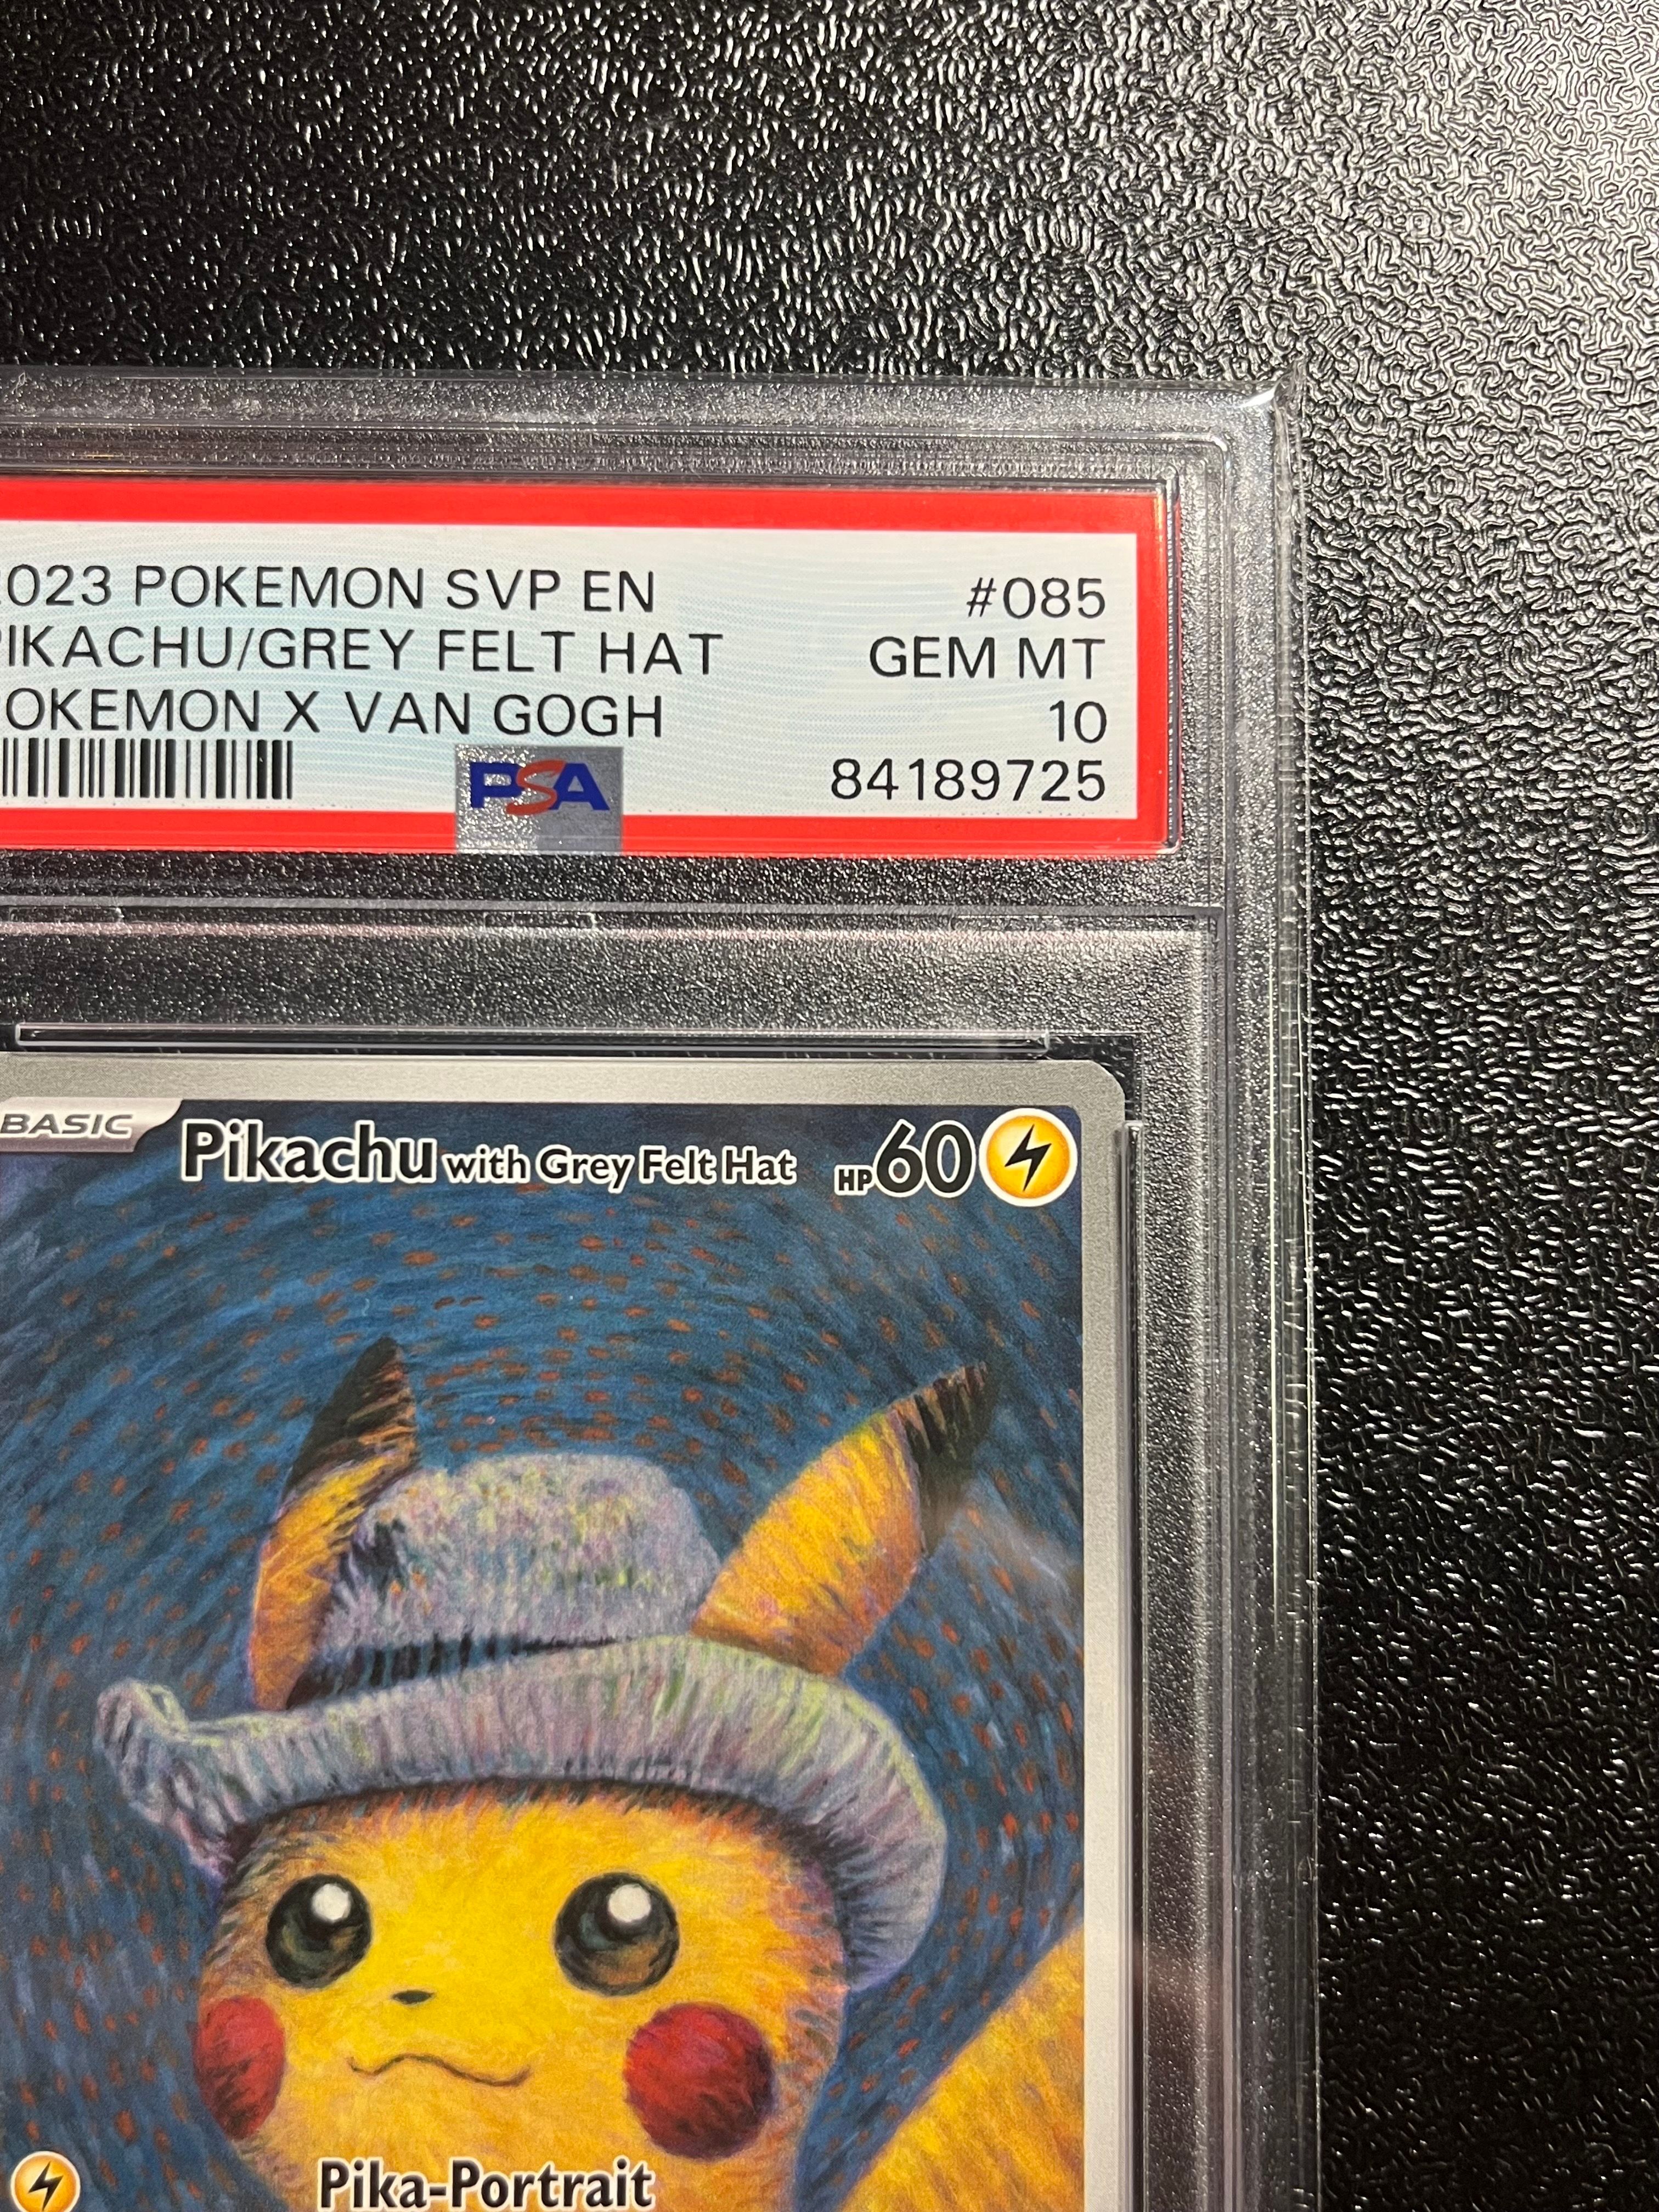 023 POKEMON SVP EN #085
PIKACHU/GREY FELT HAT GEM MT
OKEMON X VAN GOGH 10
PSA 84189725
BASIC Pikachu with Grey Felt Hat HP60
Pika-Portrait